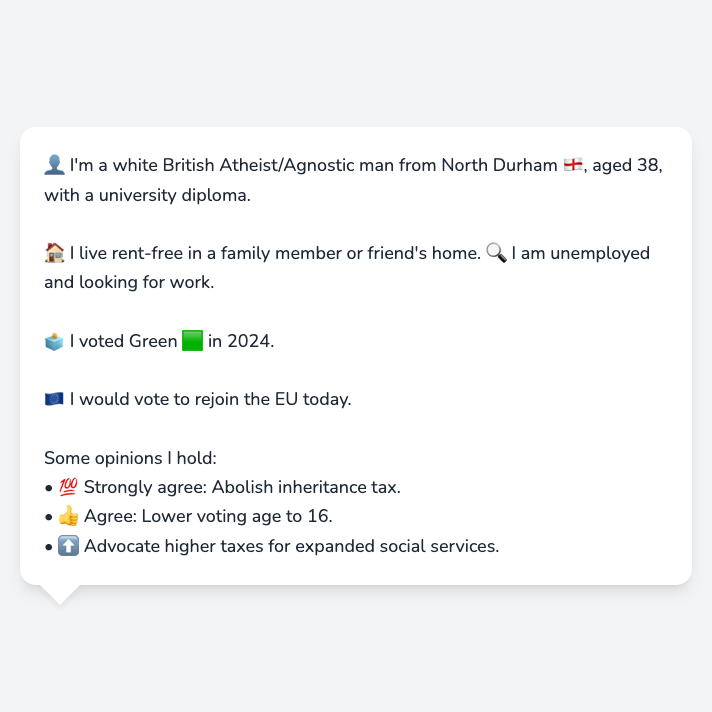 👤 I'm a white British Atheist/Agnostic man from North Durham 🏴󠁧󠁢󠁥󠁮󠁧󠁿, aged 38,
with a university diploma.
🏠 I live rent-free in a family member or friend's home. 🔍 I am unemployed
and looking for work.
🗳️ I voted Green 🟩 in 2024.
🇪🇺 I would vote to rejoin the EU today.
Some opinions I hold:
• 💯 Strongly agree: Abolish inheritance tax.
• 👍 Agree: Lower voting age to 16.
• ⬆️ Advocate higher taxes for expanded social services.